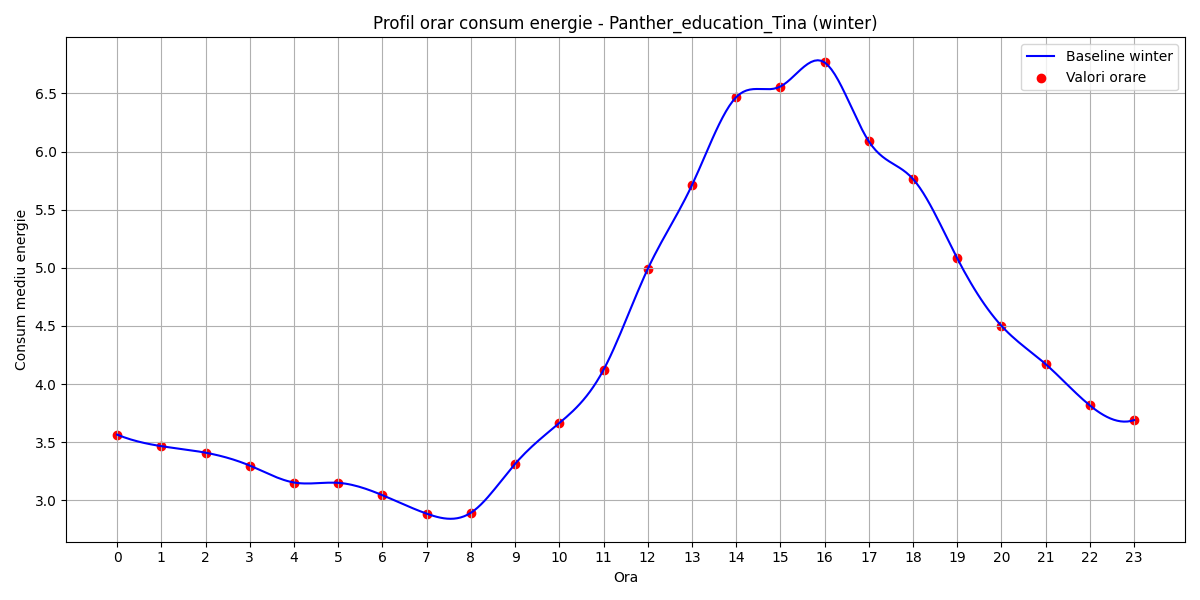 Profil orar consum energie - Panther_education_Tina (winter)
Baseline winter
Valori orare
Consum mediu energie
6.5
6.0
5.5
5.0
4.5
4.0
3.5
3.0
0 1 2 3 4 5 6 7 8 9 10 11 12 13 14 15 16 17 18 19 20 21 22 23
Ora